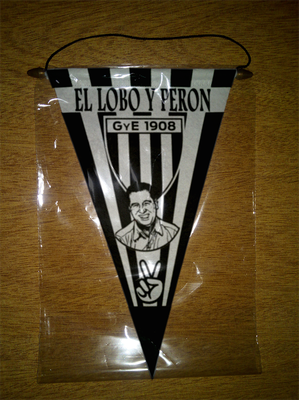 EL LOBO Y PERON
GyE 1908